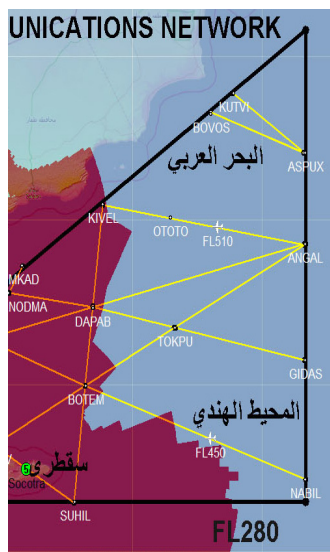 UNICATIONS NETWORK
KUTVI
BOVOS
البحر العربي
ASPUX
KIVEL
OTOTO
FL510
ANGAL
MKAD
NODMA
DAPAB
TOKPU
GIDAS
BOTEM
المحيط الهندي
FL450
سقطرى
5
Socotra
NABIL
SUHIL
FL280